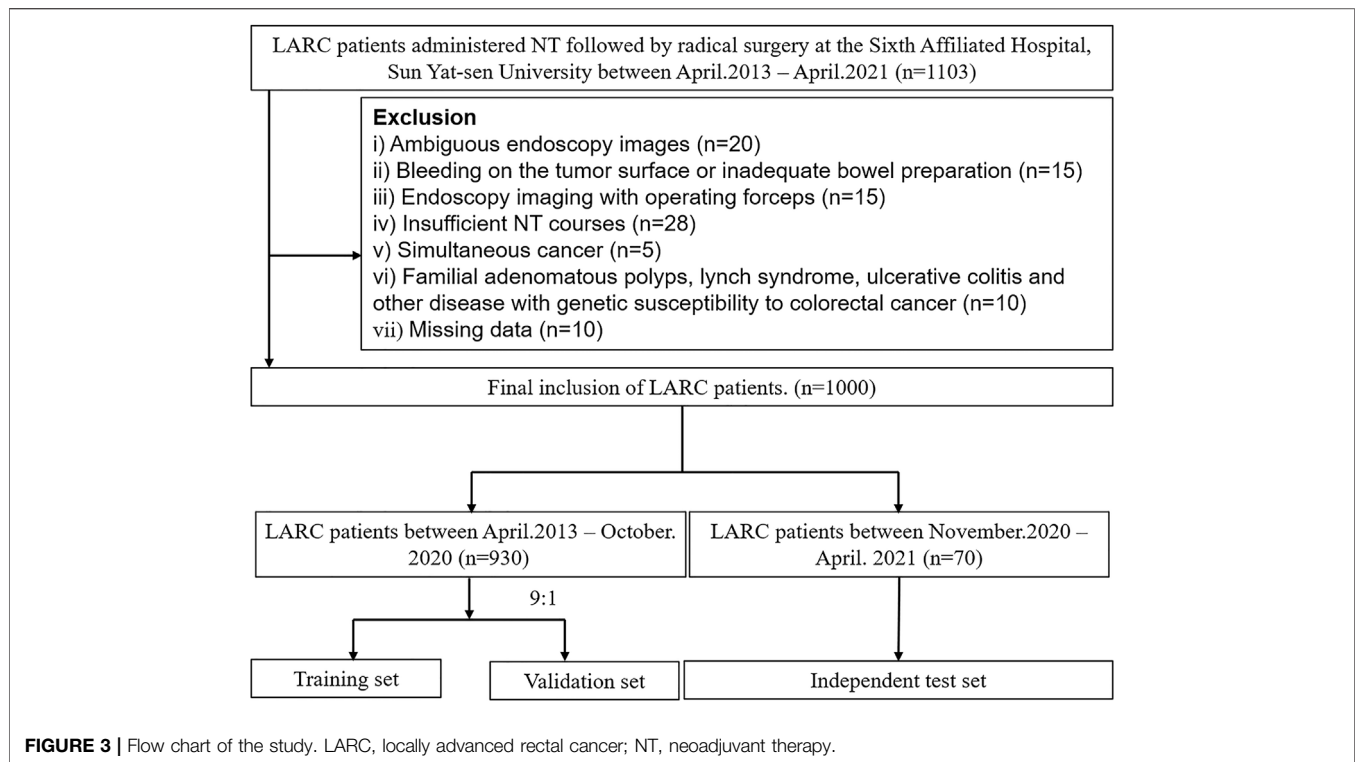 LARC patients administered NT followed by radical surgery at the Sixth Affiliated Hospital,
Sun Yat-sen University between April.2013 – April.2021 (n=1103)
Exclusion
i) Ambiguous endoscopy images (n=20)
ii) Bleeding on the tumor surface or inadequate bowel preparation (n=15)
iii) Endoscopy imaging with operating forceps (n=15)
iv) Insufficient NT courses (n=28)
v) Simultaneous cancer (n=5)
vi) Familial adenomatous polyps, lynch syndrome, ulcerative colitis and
other disease with genetic susceptibility to colorectal cancer (n=10)
vii) Missing data (n=10)
Final inclusion of LARC patients. (n=1000)
LARC patients between April.2013 – October.
2020 (n=930)
LARC patients between November.2020 –
April. 2021 (n=70)
9:1
Training set
Validation set
Independent test set
FIGURE 3 | Flow chart of the study. LARC, locally advanced rectal cancer; NT, neoadjuvant therapy.